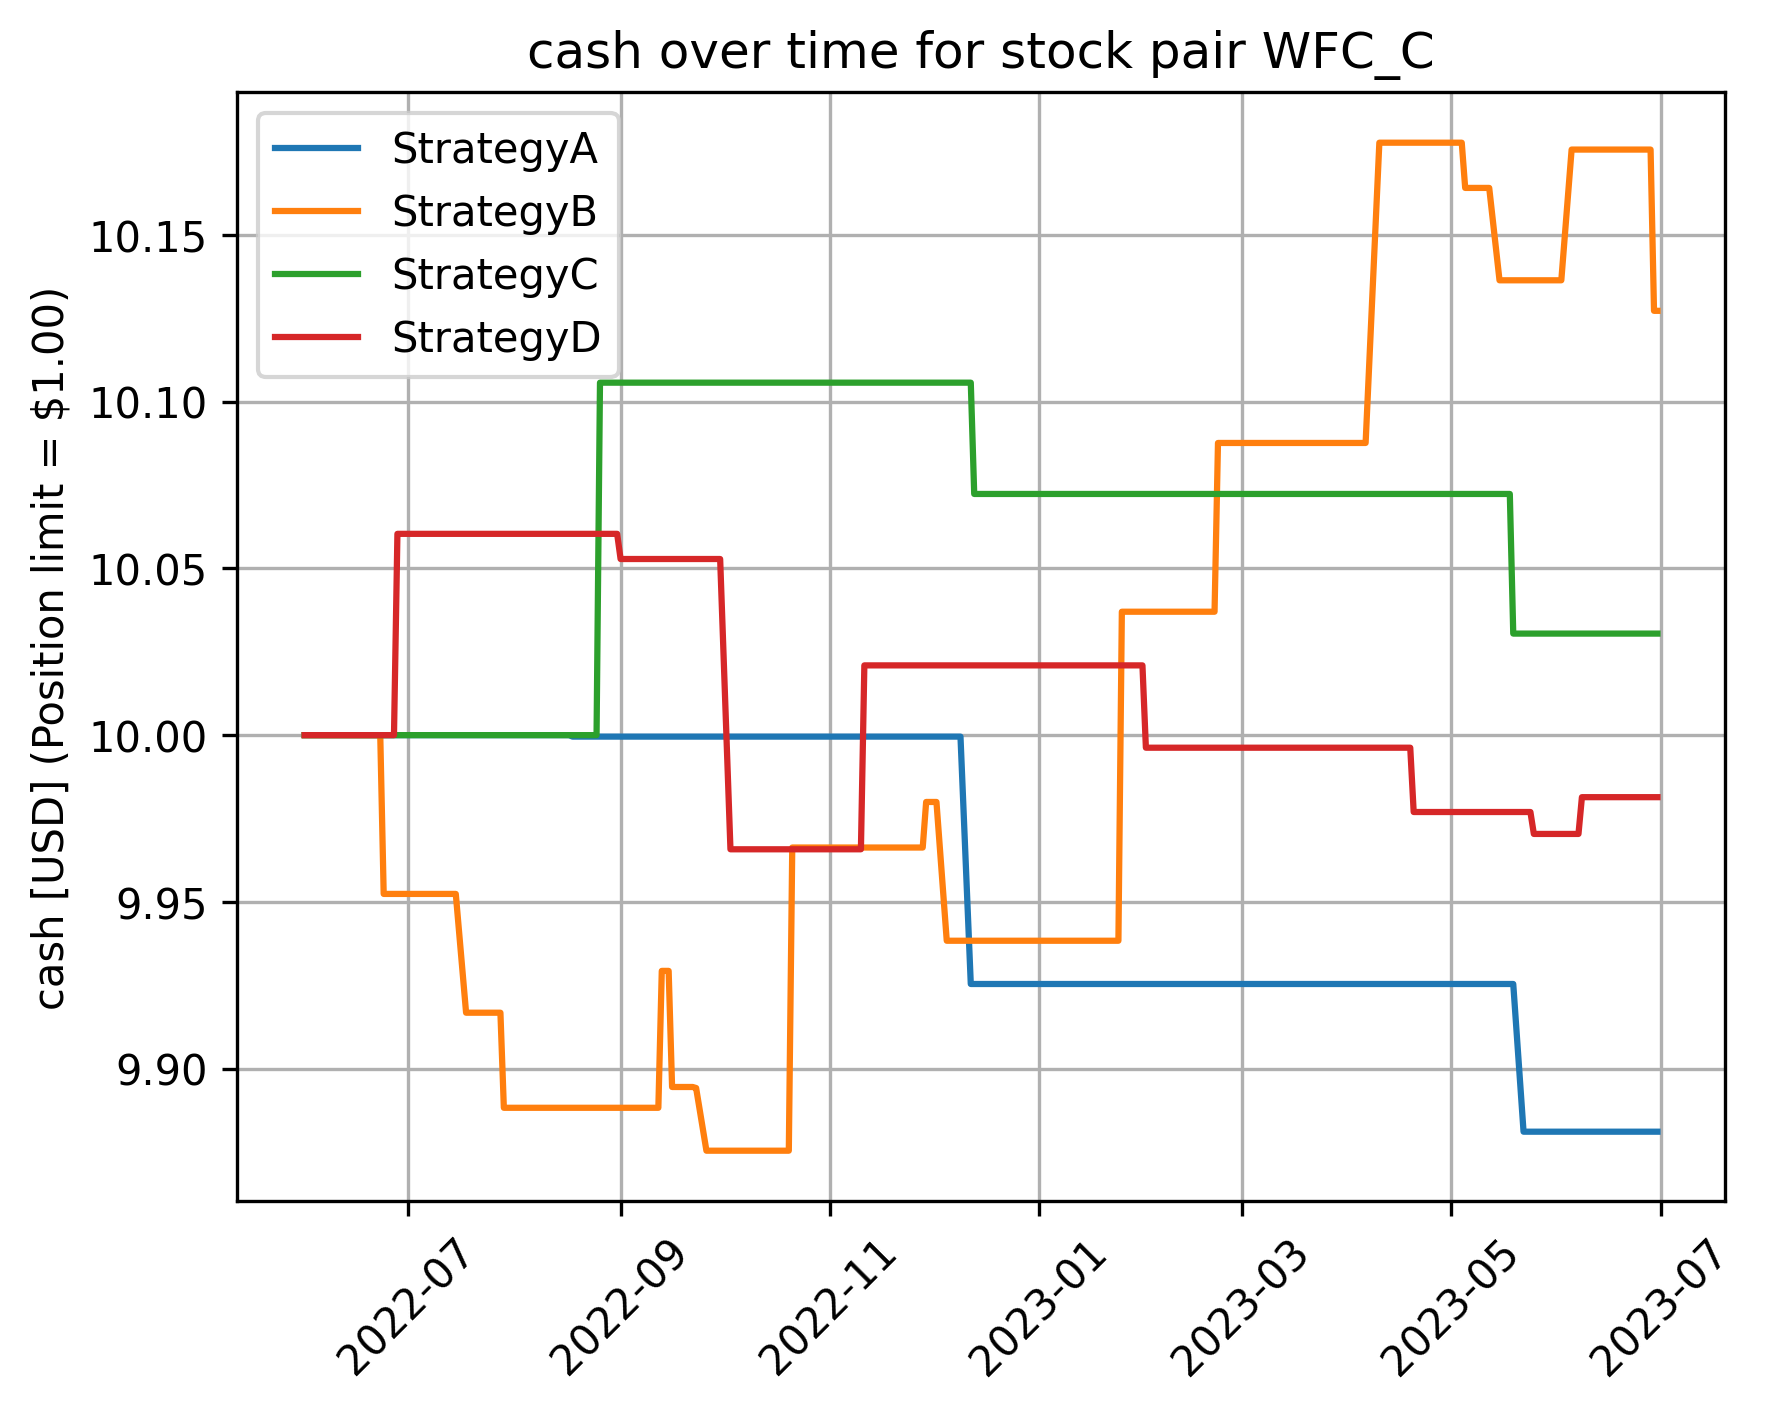 cash over time for stock pair WFC_C
StrategyA
StrategyB
StrategyC
StrategyD
cash [USD] (Position limit = $1.00)
10.15
10.10
10.05
10.00
9.95
9.90
2022-07
2022-09
2022-11
2023-01
2023-03
2023-05
2023-07